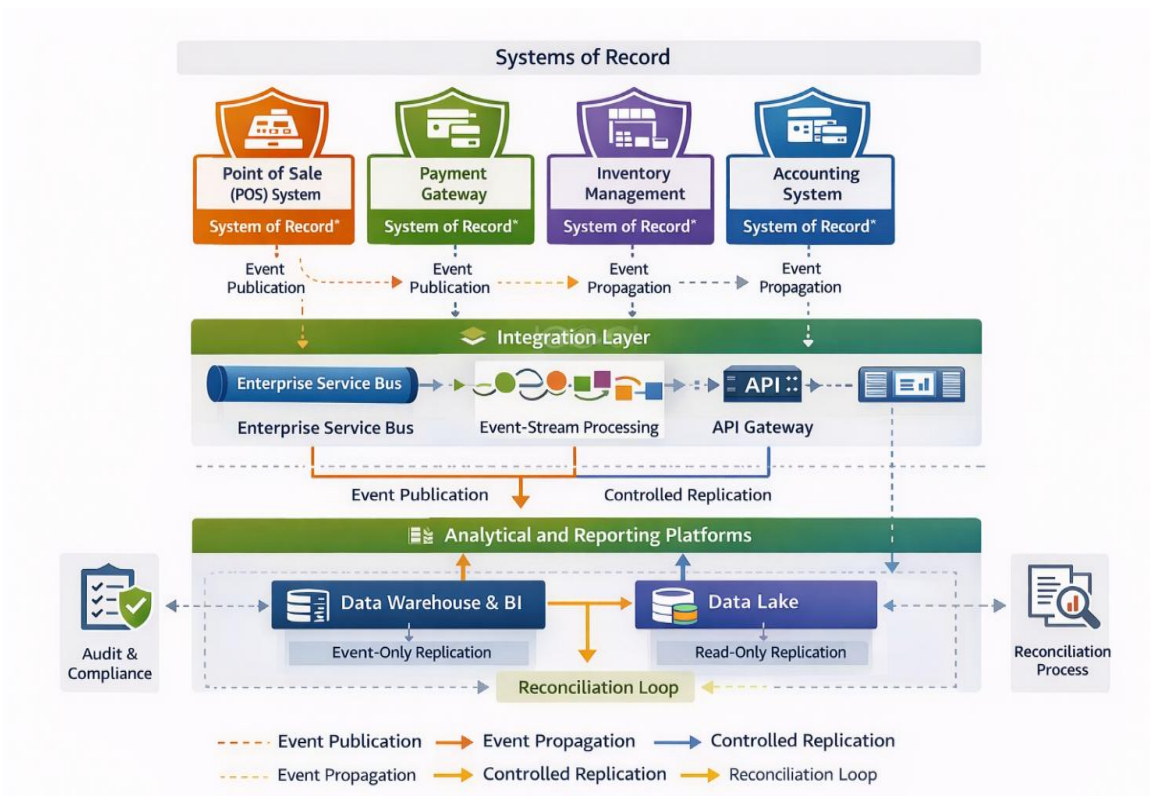 Systems of Record
Point of Sale
(POS) System
System of Record*
Payment
Gateway
System of Record*
Inventory
Management
System of Record*
Accounting
System
System of Record*
Event
Publication
Event
Publication
Event
Propagation
Event
Propagation
Integration Layer
Enterprise Service Bus
API
Enterprise Service Bus
Event-Stream Processing
API Gateway
Event Publication
Controlled Replication
Analytical and Reporting Platforms
Audit &
Compliance
Data Warehouse & BI
Event-Only Replication
Data Lake
Read-Only Replication
Reconciliation
Process
Reconciliation Loop
Event Publication
Event Propagation
Controlled Replication
Event Propagation
Controlled Replication
Reconciliation Loop